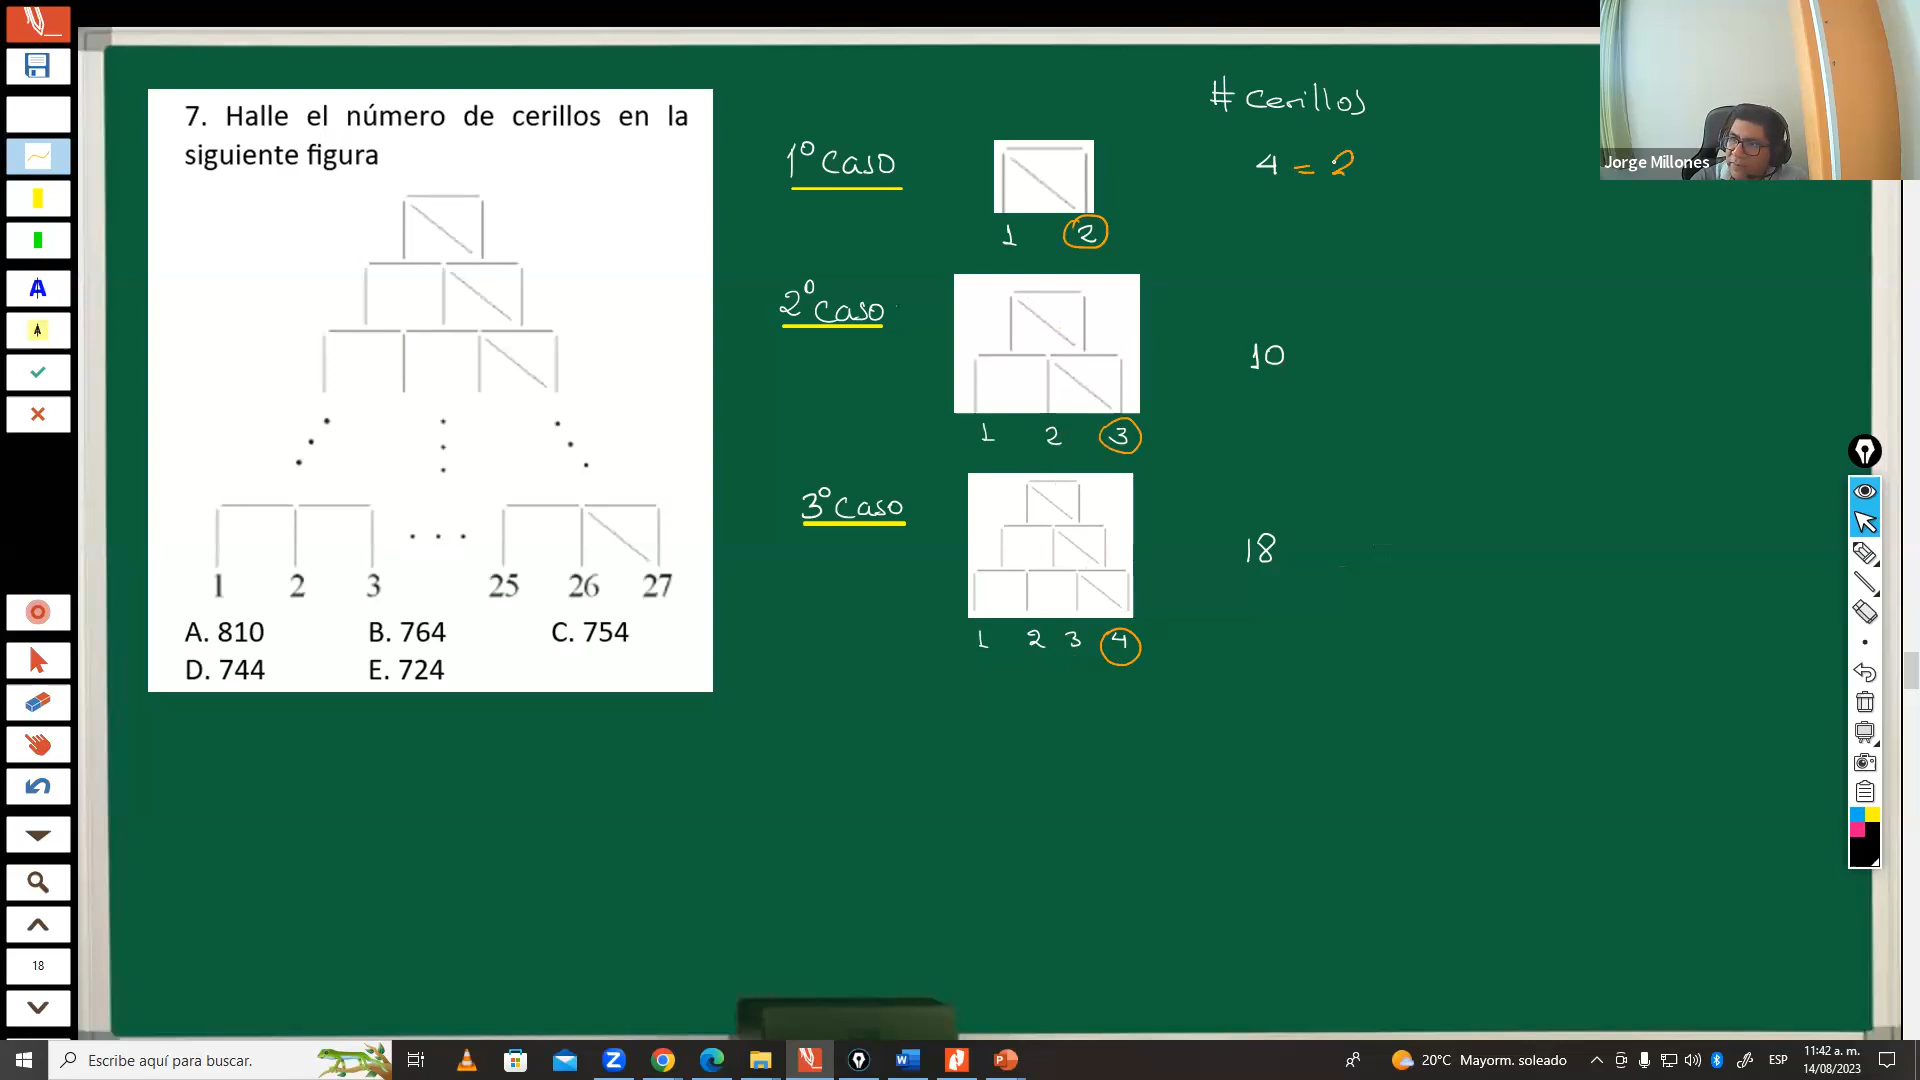 7. Halle el número de cerillos en la
siguiente figura
1 2 3 25 26 27
A. 810 B. 764 C. 754
D. 744 E. 724
# Cerillos
1° Caso
4 = 2
1 2
2° Caso
10
1 2 3
3° Caso
18
1 2 3 4
Jorge Millones
A
A
18
Escribe aquí para buscar.
20°C Mayorm. soleado
ESP
11:42 a. m.
14/08/2023